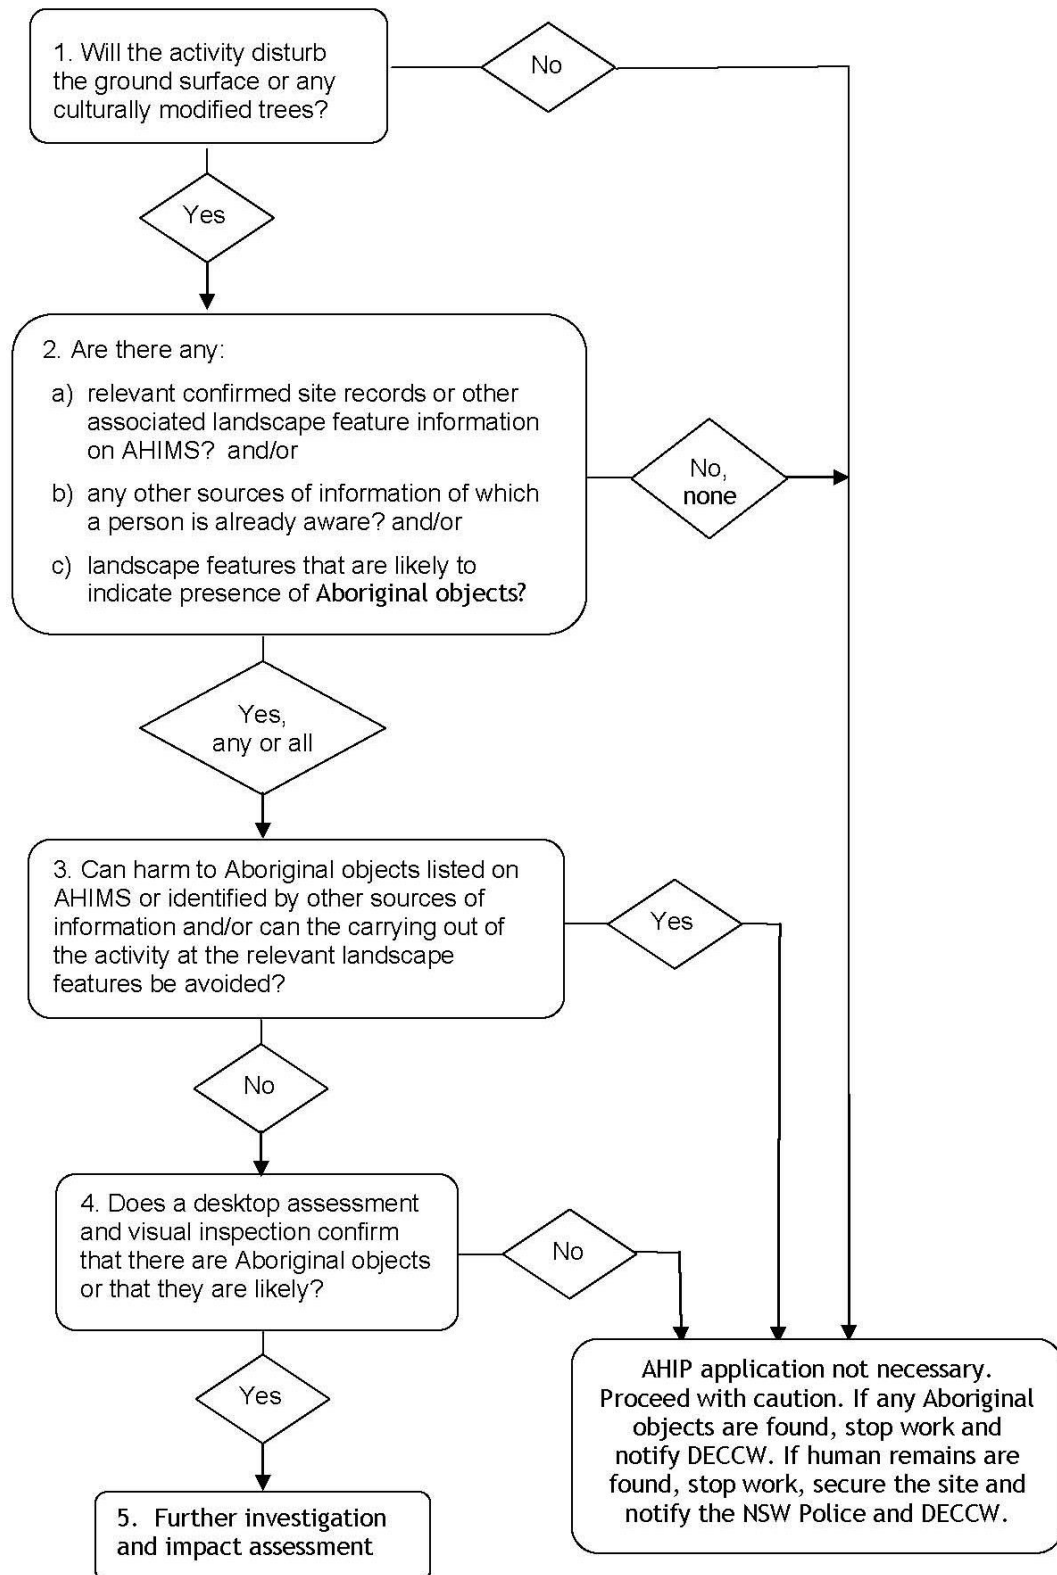 1. Will the activity disturb
the ground surface or any
culturally modified trees?
No
Yes
2. Are there any:
a) relevant confirmed site records or other
associated landscape feature information
on AHIMS? and/or
b) any other sources of information of which
a person is already aware? and/or
c) landscape features that are likely to
indicate presence of Aboriginal objects?
No,
none
Yes,
any or all
3. Can harm to Aboriginal objects listed on
AHIMS or identified by other sources of
information and/or can the carrying out of
the activity at the relevant landscape
features be avoided?
Yes
No
4. Does a desktop assessment
and visual inspection confirm
that there are Aboriginal objects
or that they are likely?
No
Yes
AHIP application not necessary.
Proceed with caution. If any Aboriginal
objects are found, stop work and
notify DECCW. If human remains are
found, stop work, secure the site and
notify the NSW Police and DECCW.
5. Further investigation
and impact assessment